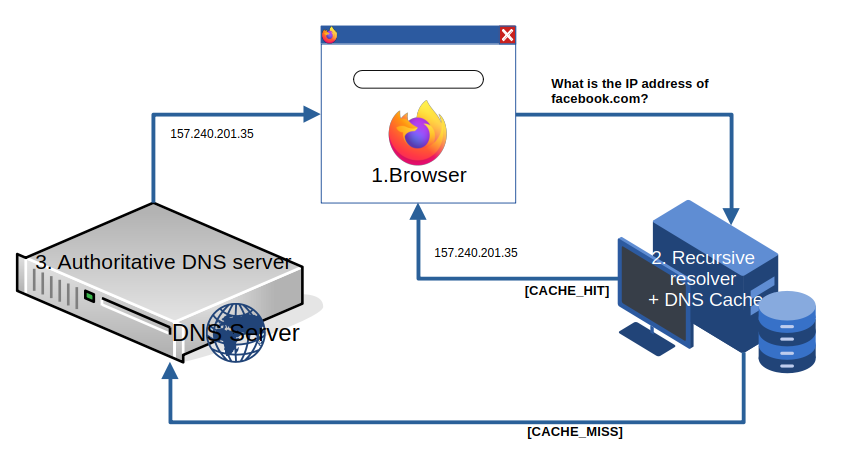 What is the IP address of
facebook.com?
157.240.201.35
1.Browser
157.240.201.35
[CACHE_HIT]
2. Recursive
resolver
+ DNS Cache
3. Authoritative DNS server
DNS Server
[CACHE_MISS]